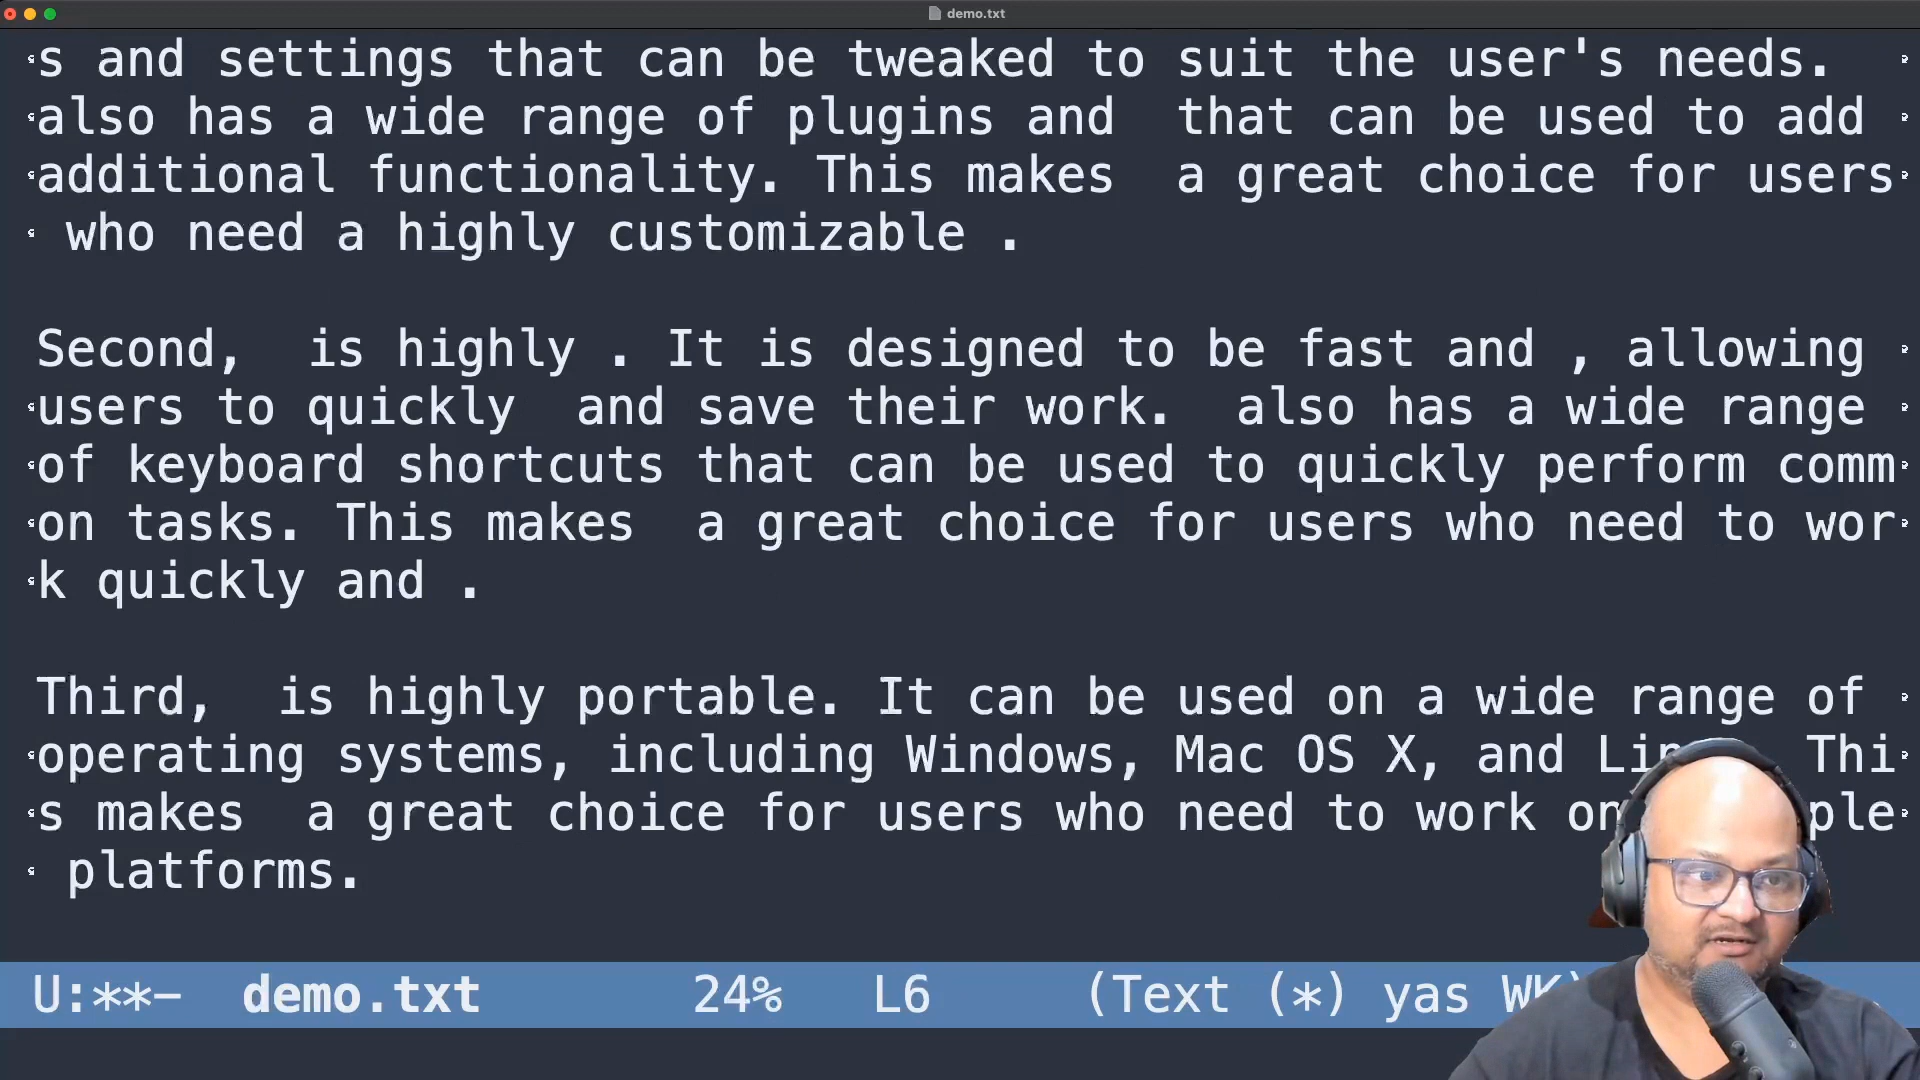 demo.txt
s and settings that can be tweaked to suit the user's needs.
also has a wide range of plugins and  that can be used to add
additional functionality. This makes  a great choice for users
who need a highly customizable .
Second,  is highly . It is designed to be fast and , allowing
users to quickly  and save their work.  also has a wide range
of keyboard shortcuts that can be used to quickly perform comm
on tasks. This makes  a great choice for users who need to wor
k quickly and .
Third,  is highly portable. It can be used on a wide range of
operating systems, including Windows, Mac OS X, and Thi
s makes  a great choice for users who need to work on
platforms.
U:**-  demo.txt  24%  L6  (Text (*) yas WK)